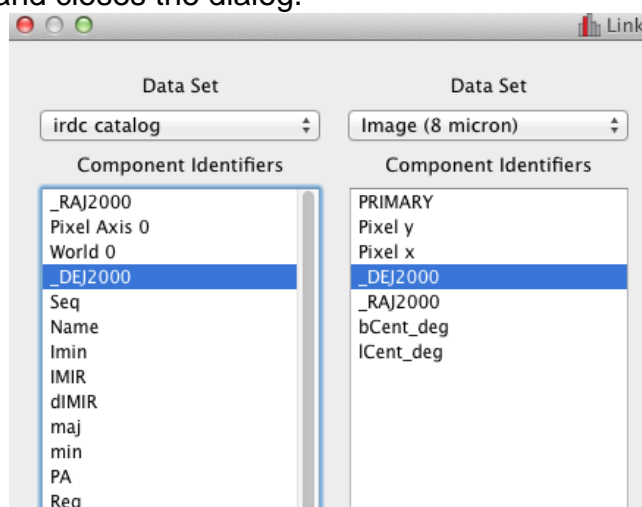 and closes the dialog.
Link
Data Set
irdc catalog
Component Identifiers
_RAJ2000
Pixel Axis 0
World 0
_DEJ2000
Seq
Name
Imin
IMIR
dIMIR
maj
min
PA
Req
Data Set
Image (8 micron)
Component Identifiers
PRIMARY
Pixel y
Pixel x
_DEJ2000
_RAJ2000
bCent_deg
lCent_deg